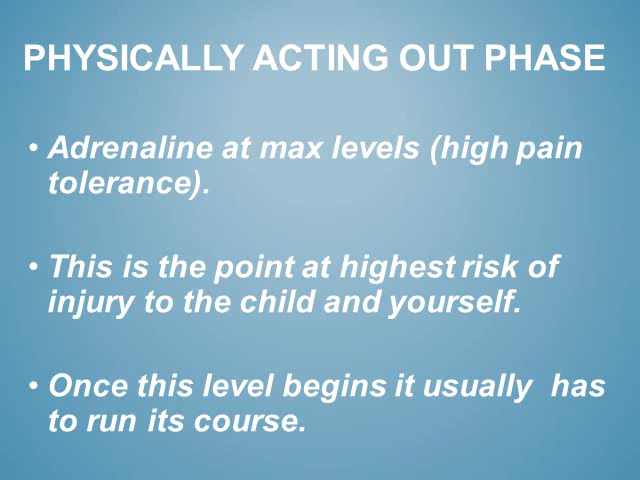 PHYSICALLY ACTING OUT PHASE
• Adrenaline at max levels (high pain
tolerance).
• This is the point at highest risk of
injury to the child and yourself.
• Once this level begins it usually  has
to run its course.